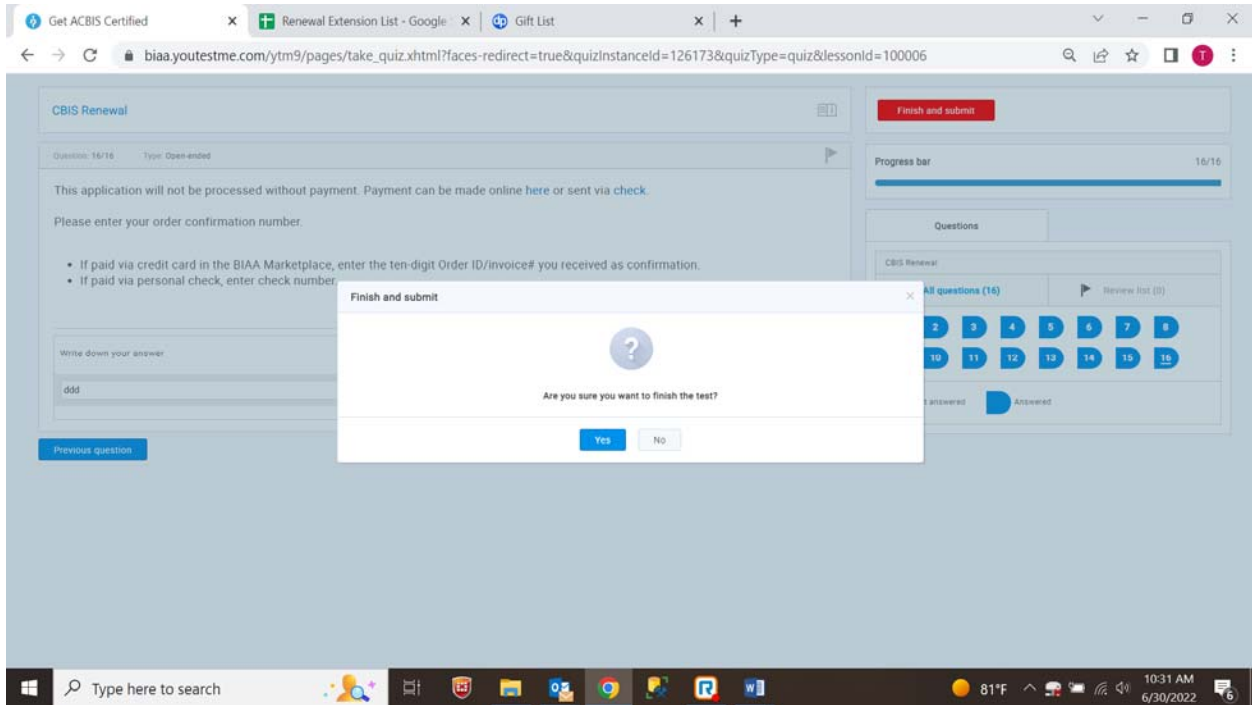 Get ACBIS Certified
Renewal Extension List - Google
Gift List
biaa.youtestme.com/ytm9/pages/take_quiz.xhtml?faces-redirect=true&quizInstanceId=126173&quizType=quiz&lessonId=100006
T
CBIS Renewal
Finish and submit
Question: 16/16 Type: Open-ended
Progress bar 16/16
This application will not be processed without payment. Payment can be made online here or sent via check.
Please enter your order confirmation number.
Questions
• If paid via credit card in the BIAA Marketplace, enter the ten-digit Order ID/invoice# you received as confirmation.
CBIS Renewal
• If paid via personal check, enter check number
Finish and submit
All questions (16)
Review list (0)
2 3 4 5 6 7 8
10 11 12 13 14 15 16
Write down your answer
ddd
Are you sure you want to finish the test?
answered
Answered
Yes
No
Previous question
Type here to search
81°F
10:31 AM
6/30/2022
6